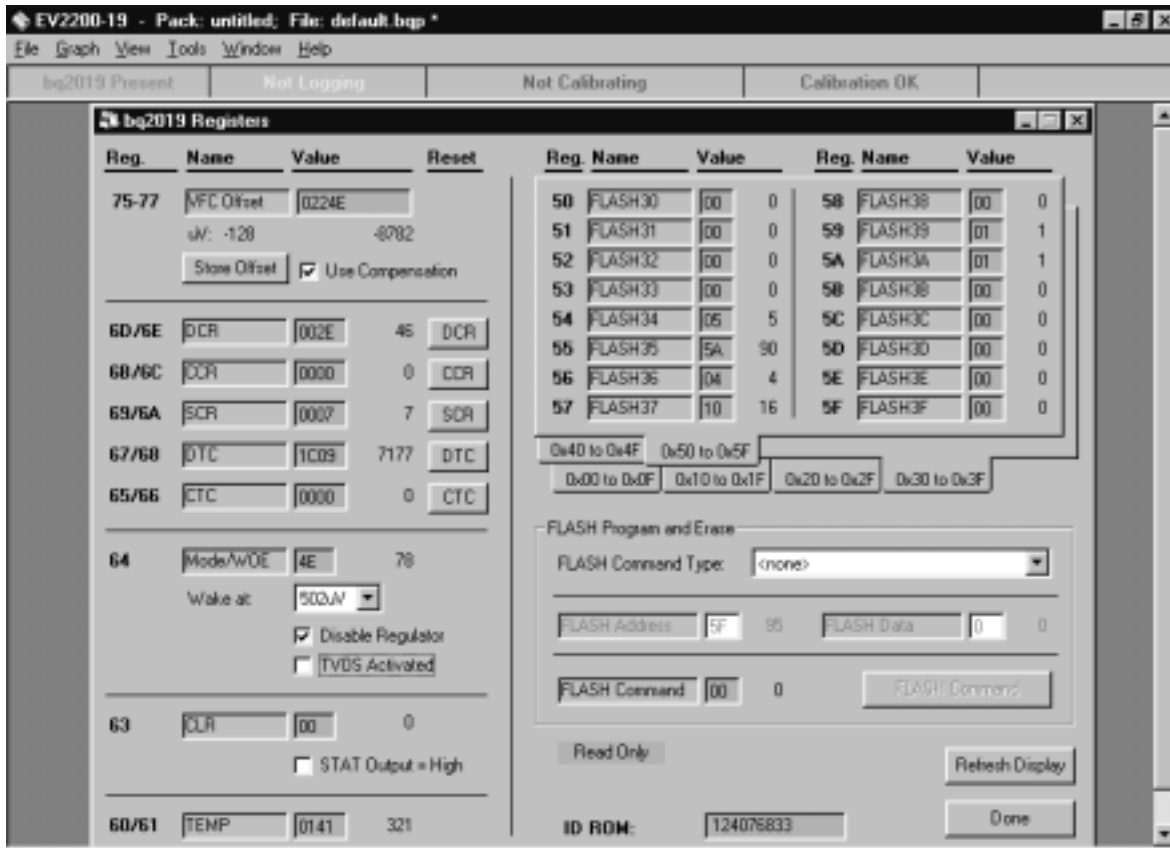 EV2200-19 - Pack: untitled; File: default.bqp *
File Graph View Tools Window Help
bq2019 Present Not Logging Not Calibrating Calibration OK
bq2019 Registers
Reg. Name Value Reset
75-77 VFC Offset 0224E
uV: -128 -8782
Store Offset Use Compensation
6D/6E DCR 002E 46 DCR
6B/6C CCR 0000 0 CCR
69/6A SCR 0007 7 SCR
67/68 DTC 1C09 7177 DTC
65/66 CTC 0000 0 CTC
64 Mode/WOE 4E 78
Wake at: 502uV
Disable Regulator
TVOS Activated
63 CLR 00 0
STAT Output = High
60/61 TEMP 0141 321
Reg. Name Value Reg. Name Value
50 FLASH30 00 0 58 FLASH38 00 0
51 FLASH31 00 0 59 FLASH39 01 1
52 FLASH32 00 0 5A FLASH3A 01 1
53 FLASH33 00 0 5B FLASH3B 00 0
54 FLASH34 05 5 5C FLASH3C 00 0
55 FLASH35 5A 90 5D FLASH3D 00 0
56 FLASH36 04 4 5E FLASH3E 00 0
57 FLASH37 10 16 5F FLASH3F 00 0
0x40 to 0x4F 0x50 to 0x5F
0x00 to 0x0F 0x10 to 0x1F 0x20 to 0x2F 0x30 to 0x3F
FLASH Program and Erase
FLASH Command Type: <none>
FLASH Address 5F 95 FLASH Data 0 0
FLASH Command 00 0 FLASH Command
Read Only
Refresh Display
ID ROM: 124076833 Done